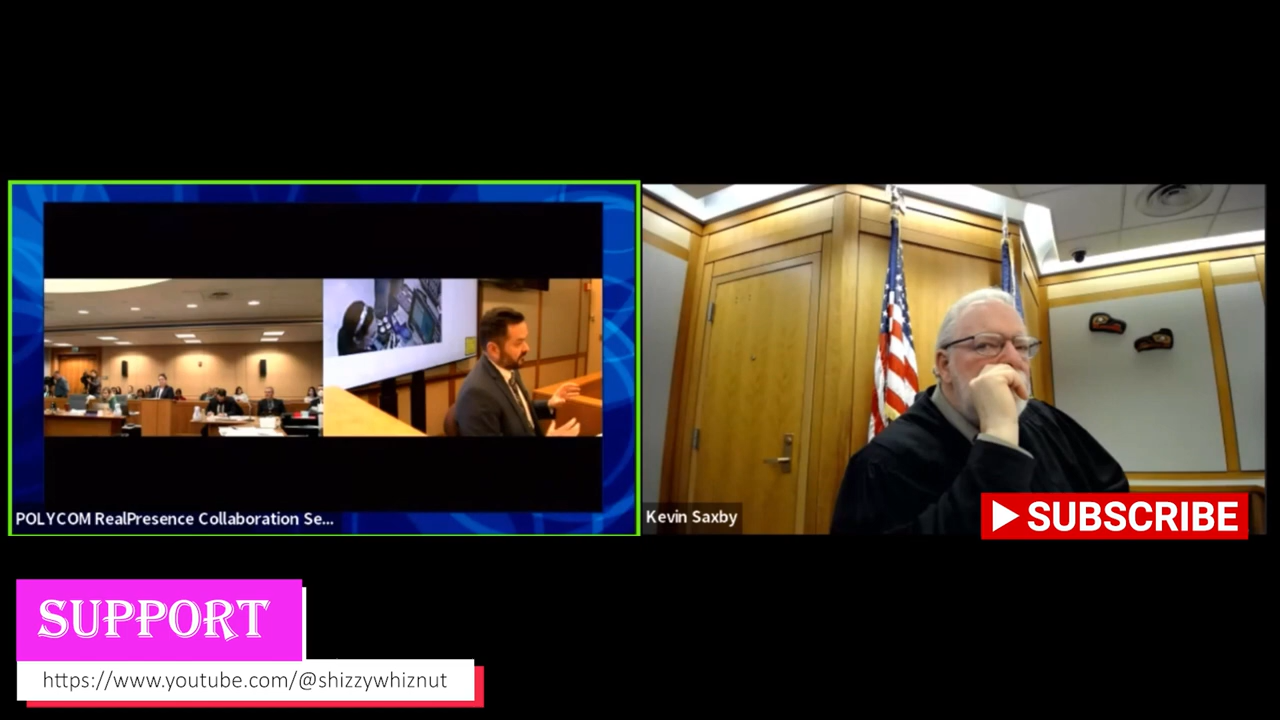 POLYCOM RealPresence Collaboration Se...
Kevin Saxby
SUBSCRIBE
SUPPORT
https://www.youtube.com/@shizzywhiznut